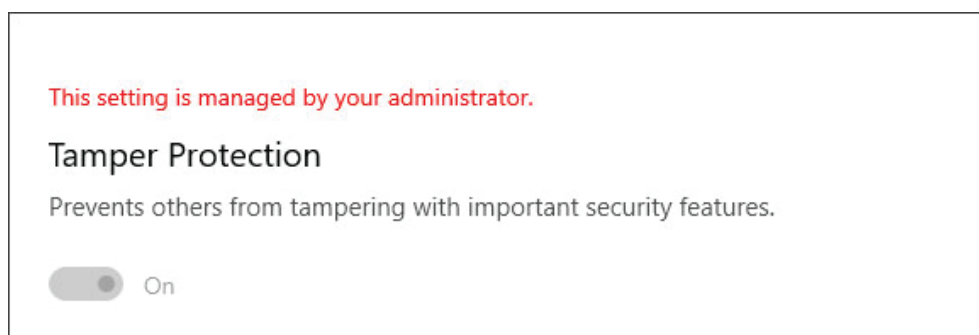 This setting is managed by your administrator.
Tamper Protection
Prevents others from tampering with important security features.
On